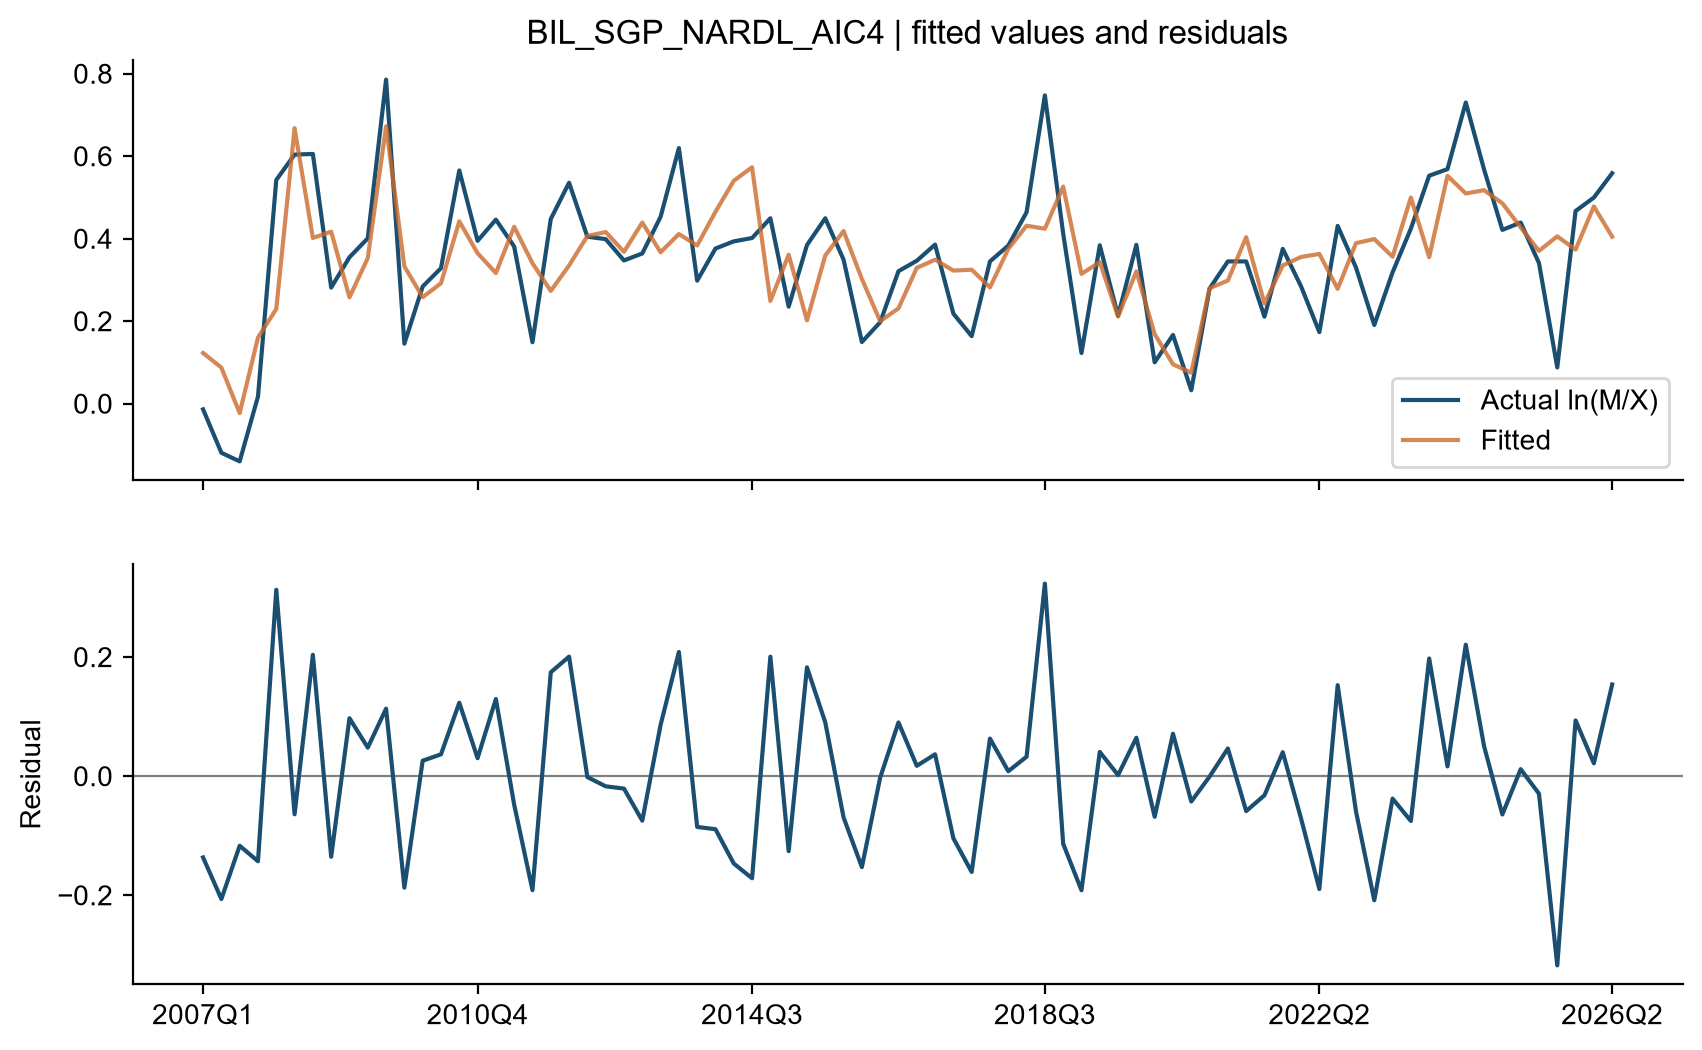 BIL_SGP_NARDL_AIC4 | fitted values and residuals
0.8
0.6
0.4
0.2
0.0
Actual ln(M/X)
Fitted
Residual
0.2
0.0
−0.2
2007Q1 2010Q4 2014Q3 2018Q3 2022Q2 2026Q2